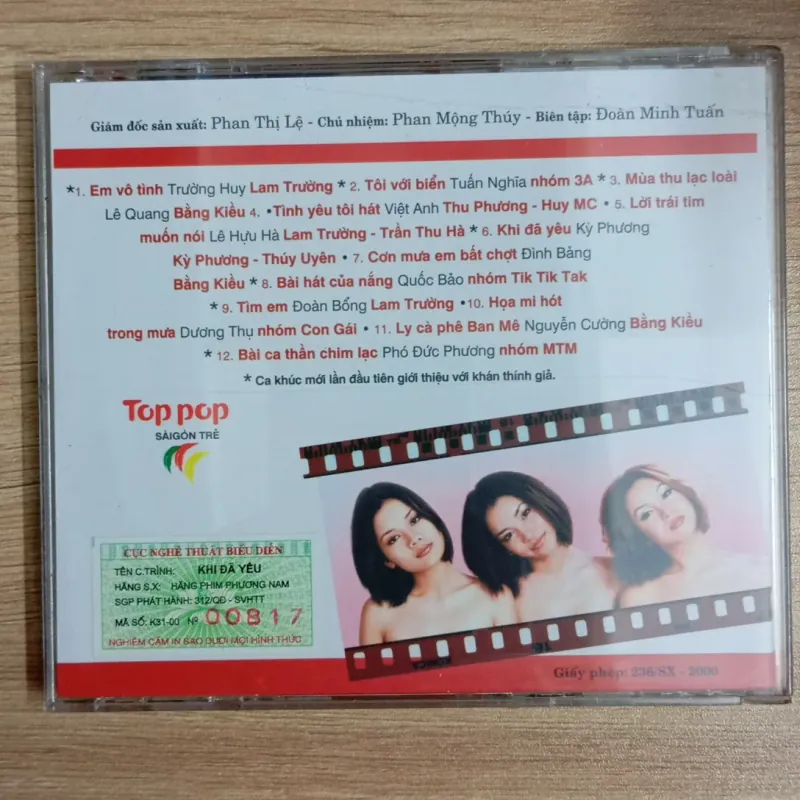 Giám đốc sản xuất: Phan Thị Lệ - Chủ nhiệm: Phan Mộng Thúy - Biên tập: Đoàn Minh Tuấn
*1. Em vô tình Trường Huy Lam Trường * 2. Tôi với biển Tuấn Nghĩa nhóm 3A * 3. Mùa thu lạc loài
Lê Quang Bằng Kiều 4. •Tình yêu tôi hát Việt Anh Thu Phương - Huy MC • 5. Lời trái tim
muốn nói Lê Hựu Hà Lam Trường - Trần Thu Hà * 6. Khi đã yêu Kỳ Phương
Kỳ Phương - Thúy Uyên • 7. Cơn mưa em bất chợt Đình Bảng
Bằng Kiều * 8. Bài hát của nắng Quốc Bảo nhóm Tik Tik Tak
* 9. Tìm em Đoàn Bổng Lam Trường •10. Họa mi hót
trong mưa Dương Thụ nhóm Con Gái • 11. Ly cà phê Ban Mê Nguyễn Cường Bằng Kiều
* 12. Bài ca thần chim lạc Phó Đức Phương nhóm MTM
* Ca khúc mới lần đầu tiên giới thiệu với khán thính giả.
Top pop
SÀIGÒN TRẺ
CỤC NGHỆ THUẬT BIỂU DIỄN
TÊN C.TRÌNH: KHI ĐÃ YÊU
HÃNG S.X: HÃNG PHIM PHƯƠNG NAM
SGP PHÁT HÀNH: 312/QĐ - SVHTT
MÃ SỐ: K31-00 Nº 00817
NGHIÊM CẤM IN SAO DƯỚI MỌI HÌNH THỨC
KONICA
Giấy phép: 236/SX - 2000